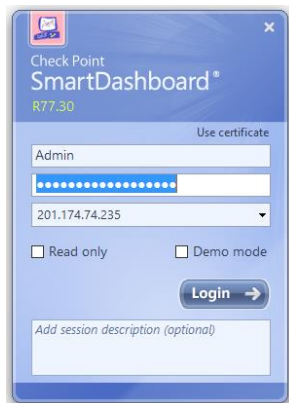 Check Point
SmartDashboard®
R77.30
Use certificate
Admin
201.174.74.235
Read only
Demo mode
Login
Add session description (optional)